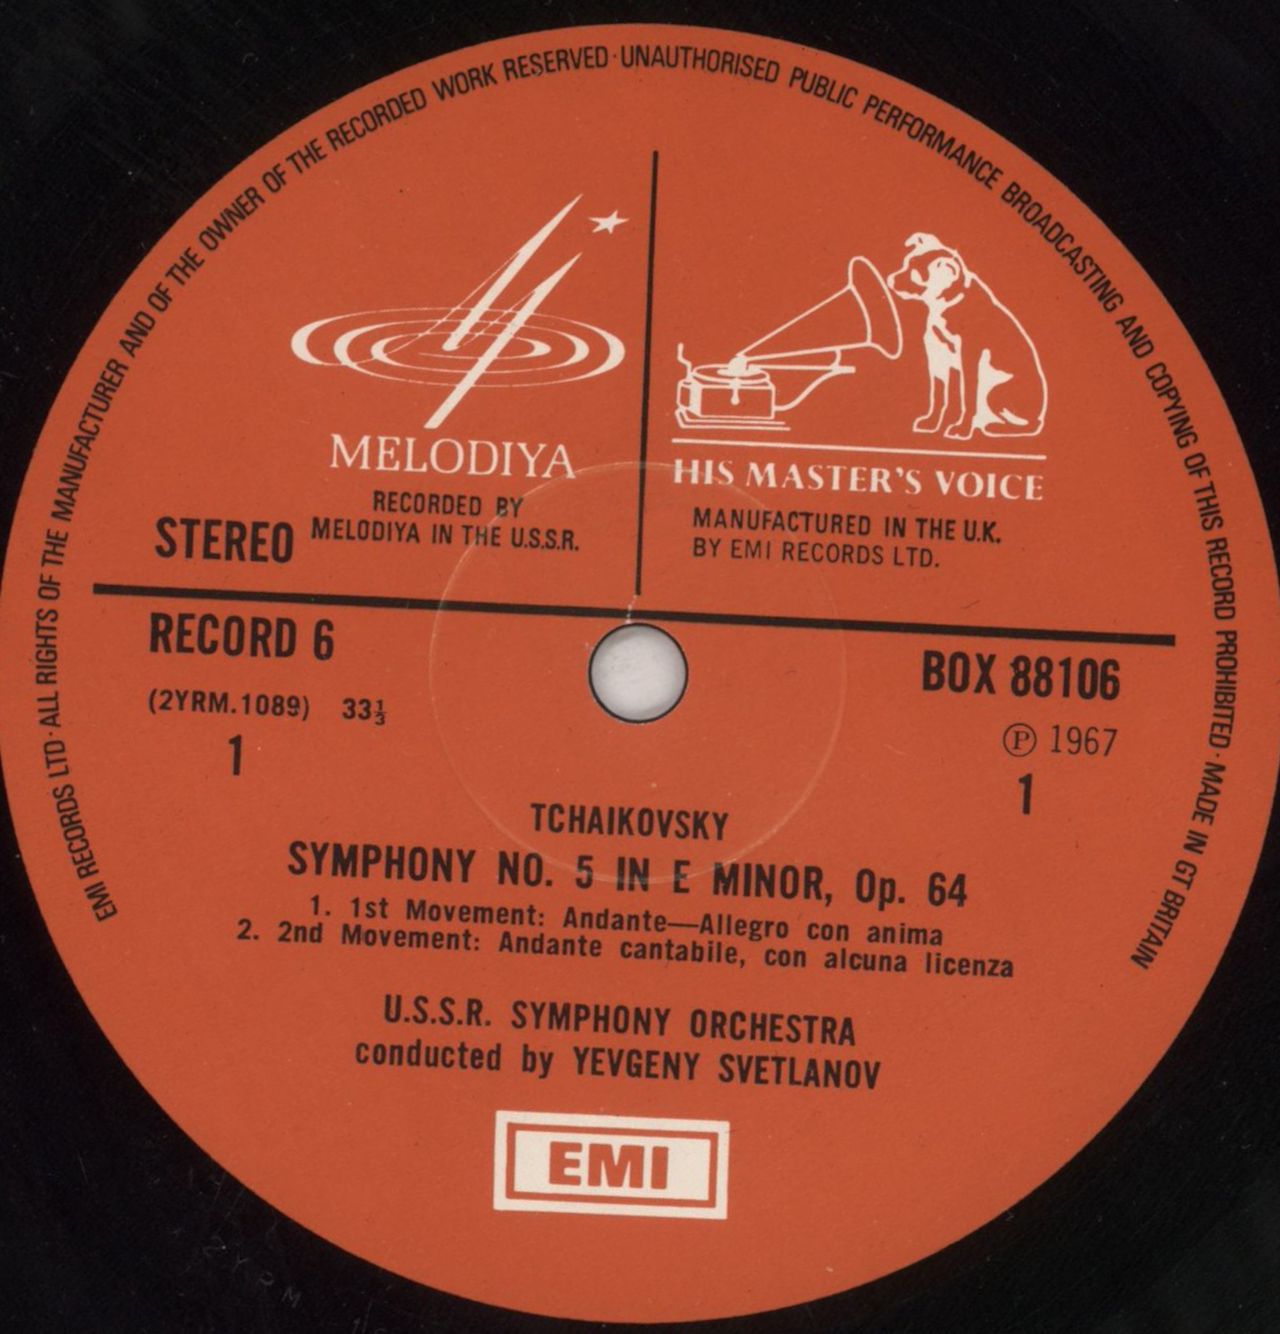 EMI RECORDS LTD · ALL RIGHTS OF THE MANUFACTURER AND OF THE OWNER OF THE RECORDED WORK RESERVED · UNAUTHORISED PUBLIC PERFORMANCE BROADCASTING AND COPYING OF THIS RECORD PROHIBITED · MADE IN GT BRITAIN
MELODIYA
RECORDED BY
MELODIYA IN THE U.S.S.R.
HIS MASTER'S VOICE
MANUFACTURED IN THE U.K.
BY EMI RECORDS LTD.
STEREO
RECORD 6
BOX 88106
(2YRM.1089) 33⅓
Ⓟ 1967
1
1
TCHAIKOVSKY
SYMPHONY NO. 5 IN E MINOR, Op. 64
1. 1st Movement: Andante—Allegro con anima
2. 2nd Movement: Andante cantabile, con alcuna licenza
U.S.S.R. SYMPHONY ORCHESTRA
conducted by YEVGENY SVETLANOV
EMI